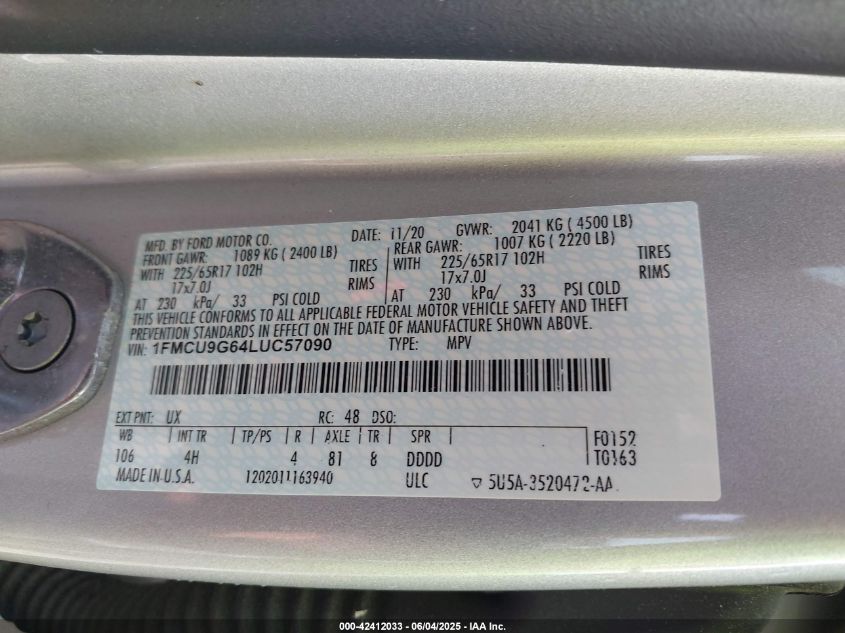 MFD. BY FORD MOTOR CO. DATE: 11/20 GVWR: 2041 KG ( 4500 LB)
FRONT GAWR: 1089 KG ( 2400 LB) REAR GAWR: 1007 KG ( 2220 LB)
WITH 225/65R17 102H TIRES WITH 225/65R17 102H TIRES
17x7.0J RIMS 17x7.0J RIMS
AT 230 kPa/ 33 PSI COLD AT 230 kPa/ 33 PSI COLD
THIS VEHICLE CONFORMS TO ALL APPLICABLE FEDERAL MOTOR VEHICLE SAFETY AND THEFT
PREVENTION STANDARDS IN EFFECT ON THE DATE OF MANUFACTURE SHOWN ABOVE.
VIN: 1FMCU9G64LUC57090 TYPE: MPV
EXT PNT: UX RC: 48 DSO:
WB INT TR TP/PS R AXLE TR SPR F0152
106 4H 4 81 8 DDDD T0163
MADE IN U.S.A. 1202011163940 ULC ▽ 5U5A-3520472-AA
000-42412033 - 06/04/2025 - IAA Inc.